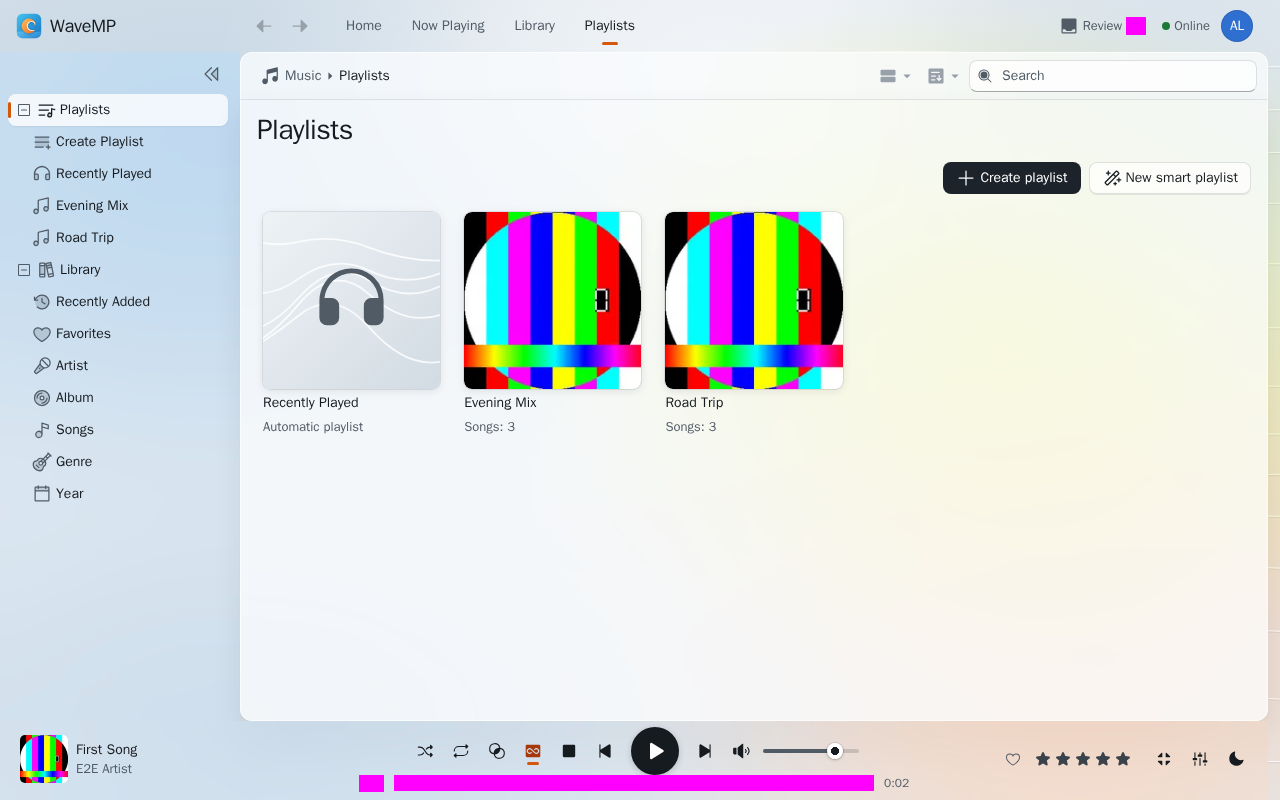 WaveMP
Home
Now Playing
Library
Playlists
Review
Online
AL
Music
Playlists
Search
Playlists
Create Playlist
Recently Played
Evening Mix
Road Trip
Library
Recently Added
Favorites
Artist
Album
Songs
Genre
Year
Playlists
Create playlist
New smart playlist
Recently Played
Automatic playlist
Evening Mix
Songs: 3
Road Trip
Songs: 3
First Song
E2E Artist
0:02